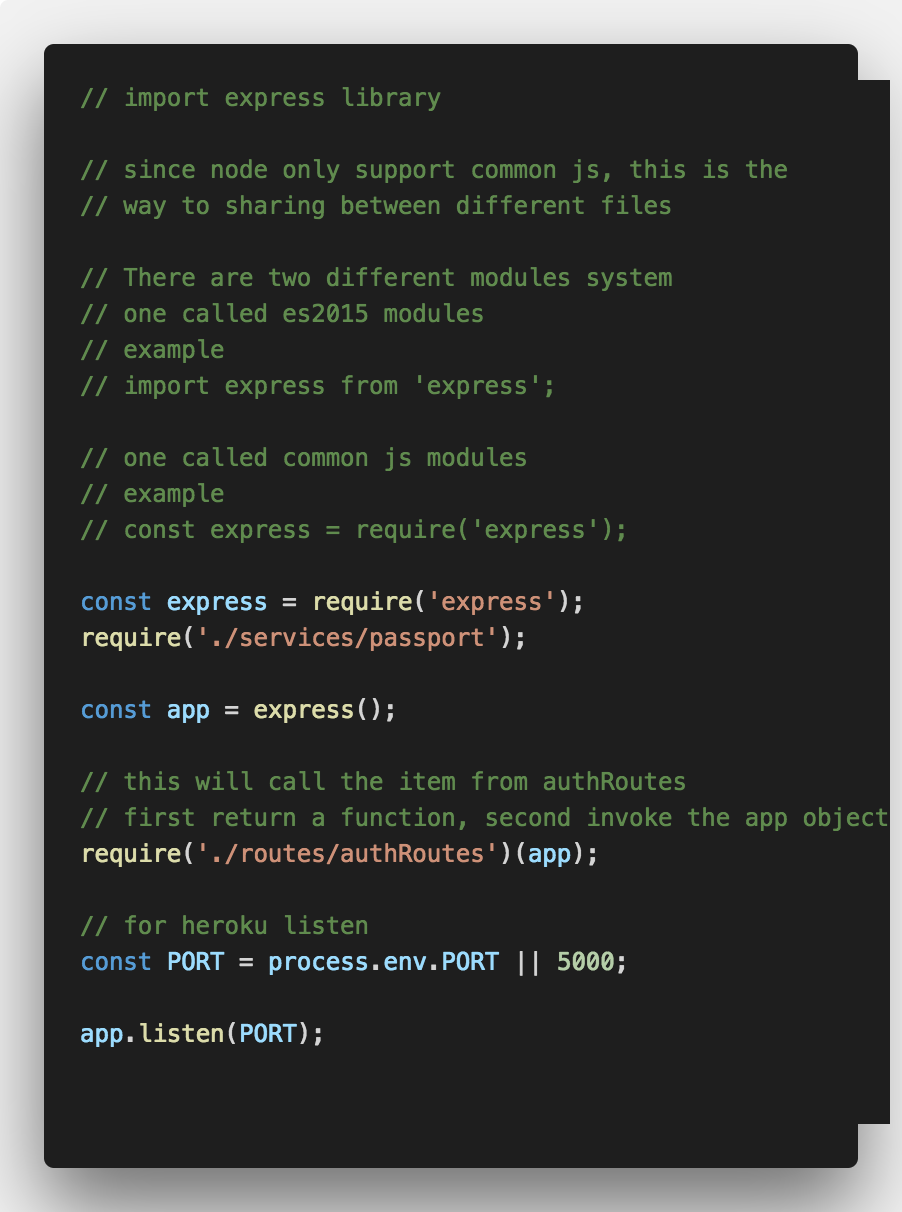 // import express library
// since node only support common js, this is the
// way to sharing between different files
// There are two different modules system
// one called es2015 modules
// example
// import express from 'express';
// one called common js modules
// example
// const express = require('express');
const express = require('express');
require('./services/passport');
const app = express();
// this will call the item from authRoutes
// first return a function, second invoke the app object
require('./routes/authRoutes')(app);
// for heroku listen
const PORT = process.env.PORT || 5000;
app.listen(PORT);